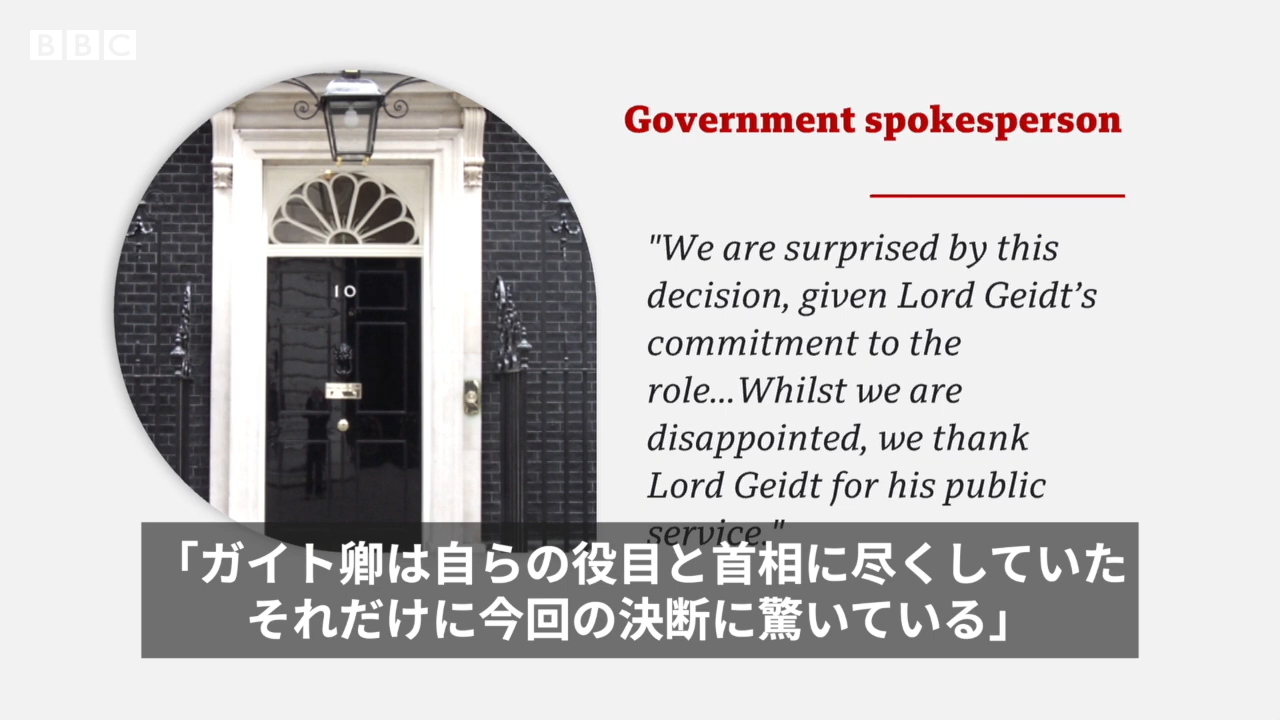 BBC
10
Government spokesperson
"We are surprised by this
decision, given Lord Geidt’s
commitment to the
role...Whilst we are
disappointed, we thank
Lord Geidt for his public
service."
「ガイト卿は自らの役目と首相に尽くしていた
それだけに今回の決断に驚いている」